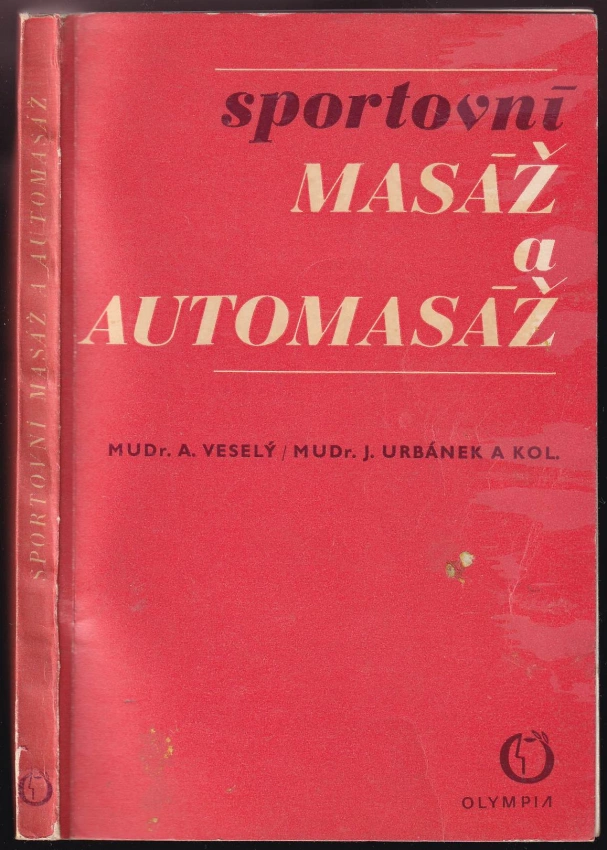 SPORTOVNÍ MASÁŽ A AUTOMASÁŽ
sportovní
MASÁŽ
a
AUTOMASÁŽ
MUDr. A. VESELÝ / MUDr. J. URBÁNEK A KOL.
OLYMPIA